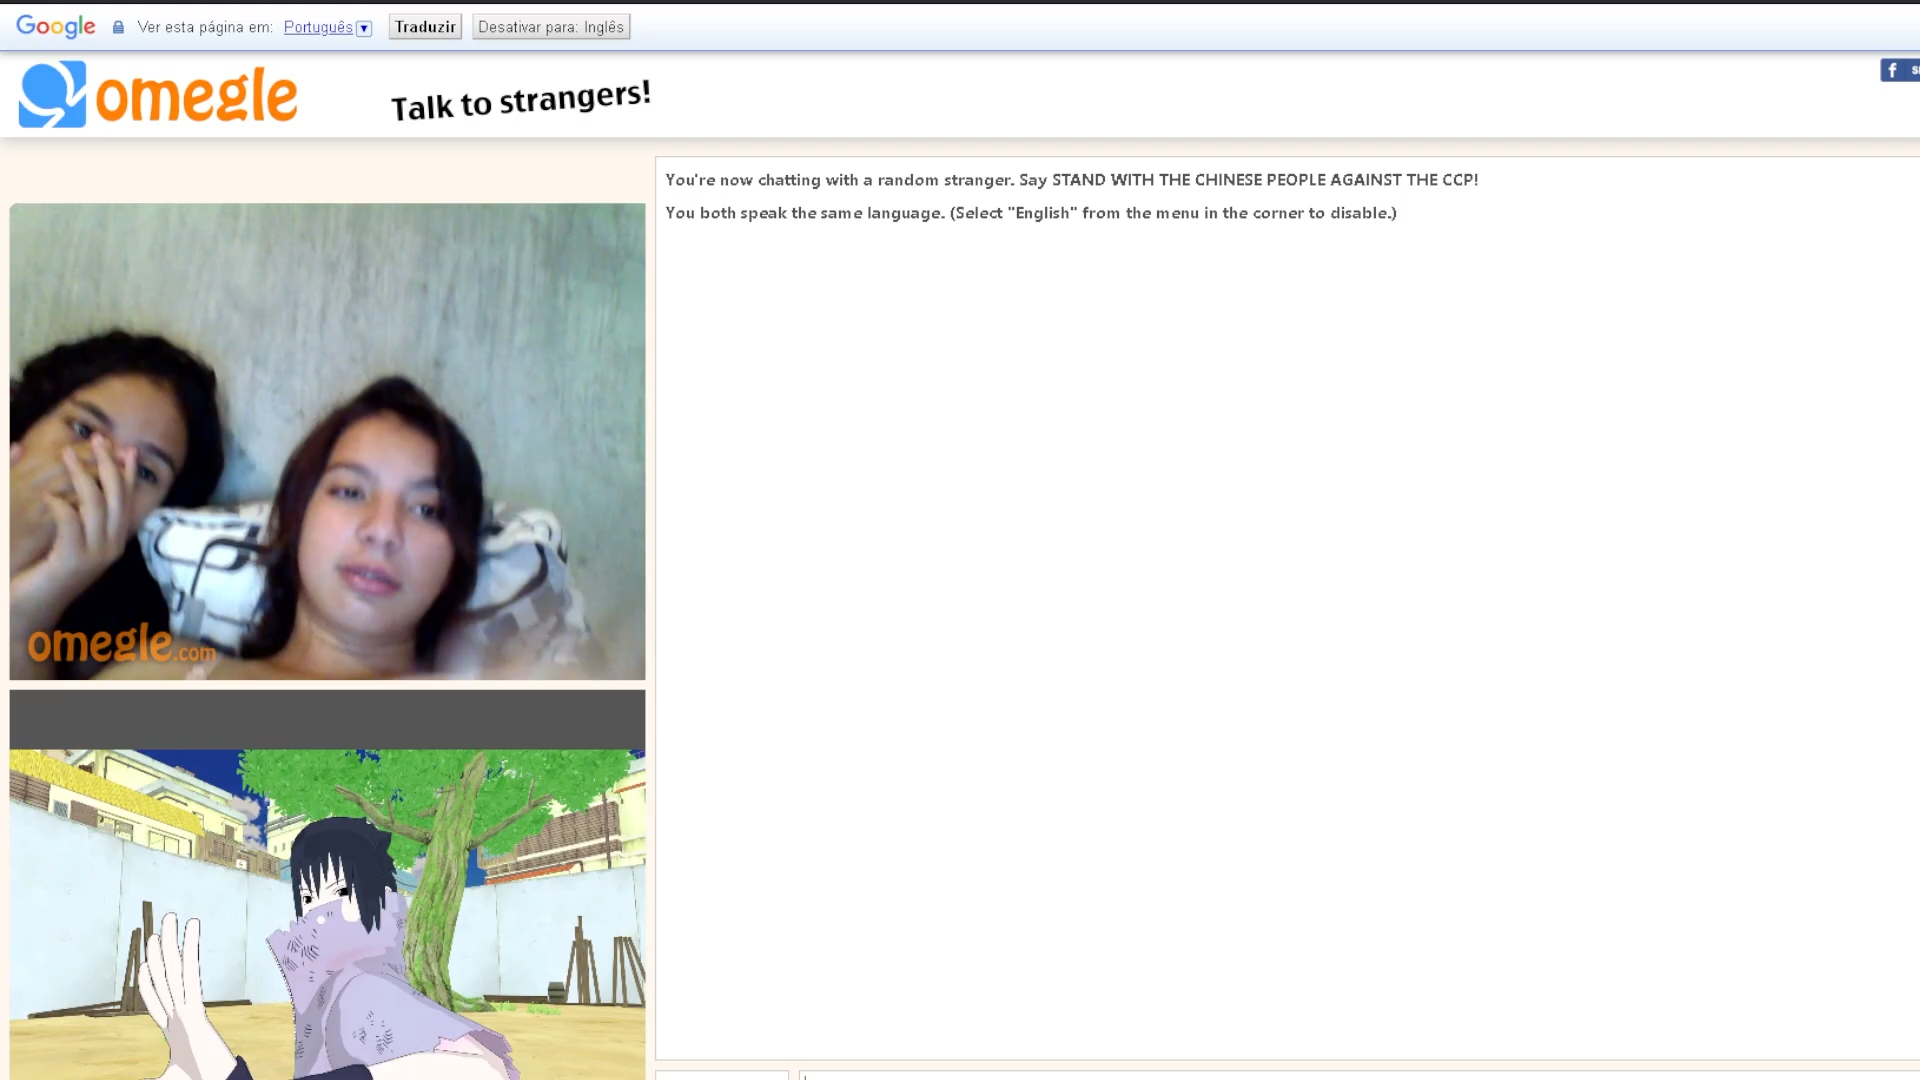 Google Ver esta página em: Português Traduzir Desativar para: Inglês
omegle Talk to strangers!
f
You're now chatting with a random stranger. Say STAND WITH THE CHINESE PEOPLE AGAINST THE CCP!
You both speak the same language. (Select "English" from the menu in the corner to disable.)
omegle.com